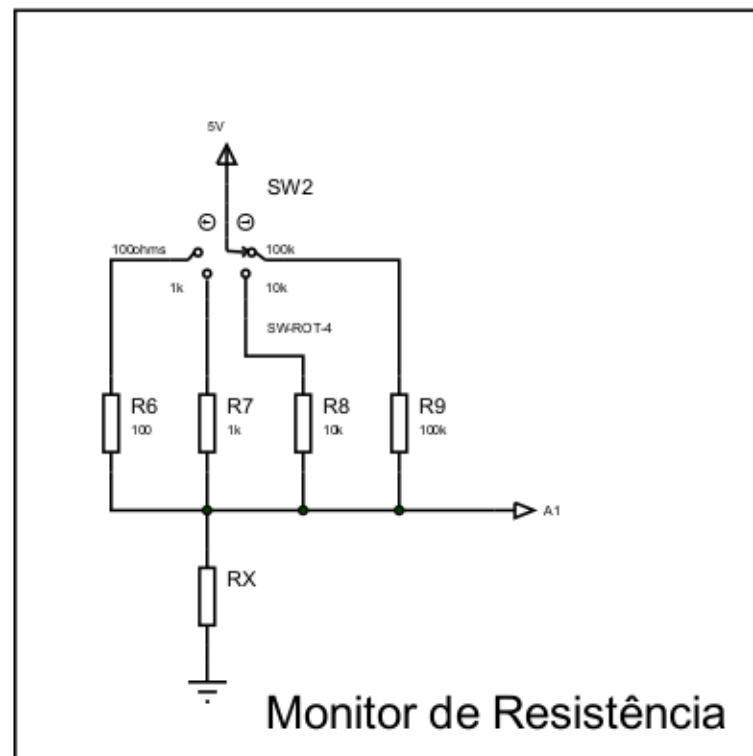 5V
SW2
100ohms
100k
1k
10k
SW-ROT-4
R6
100
R7
1k
R8
10k
R9
100k
A1
RX
Monitor de Resistência